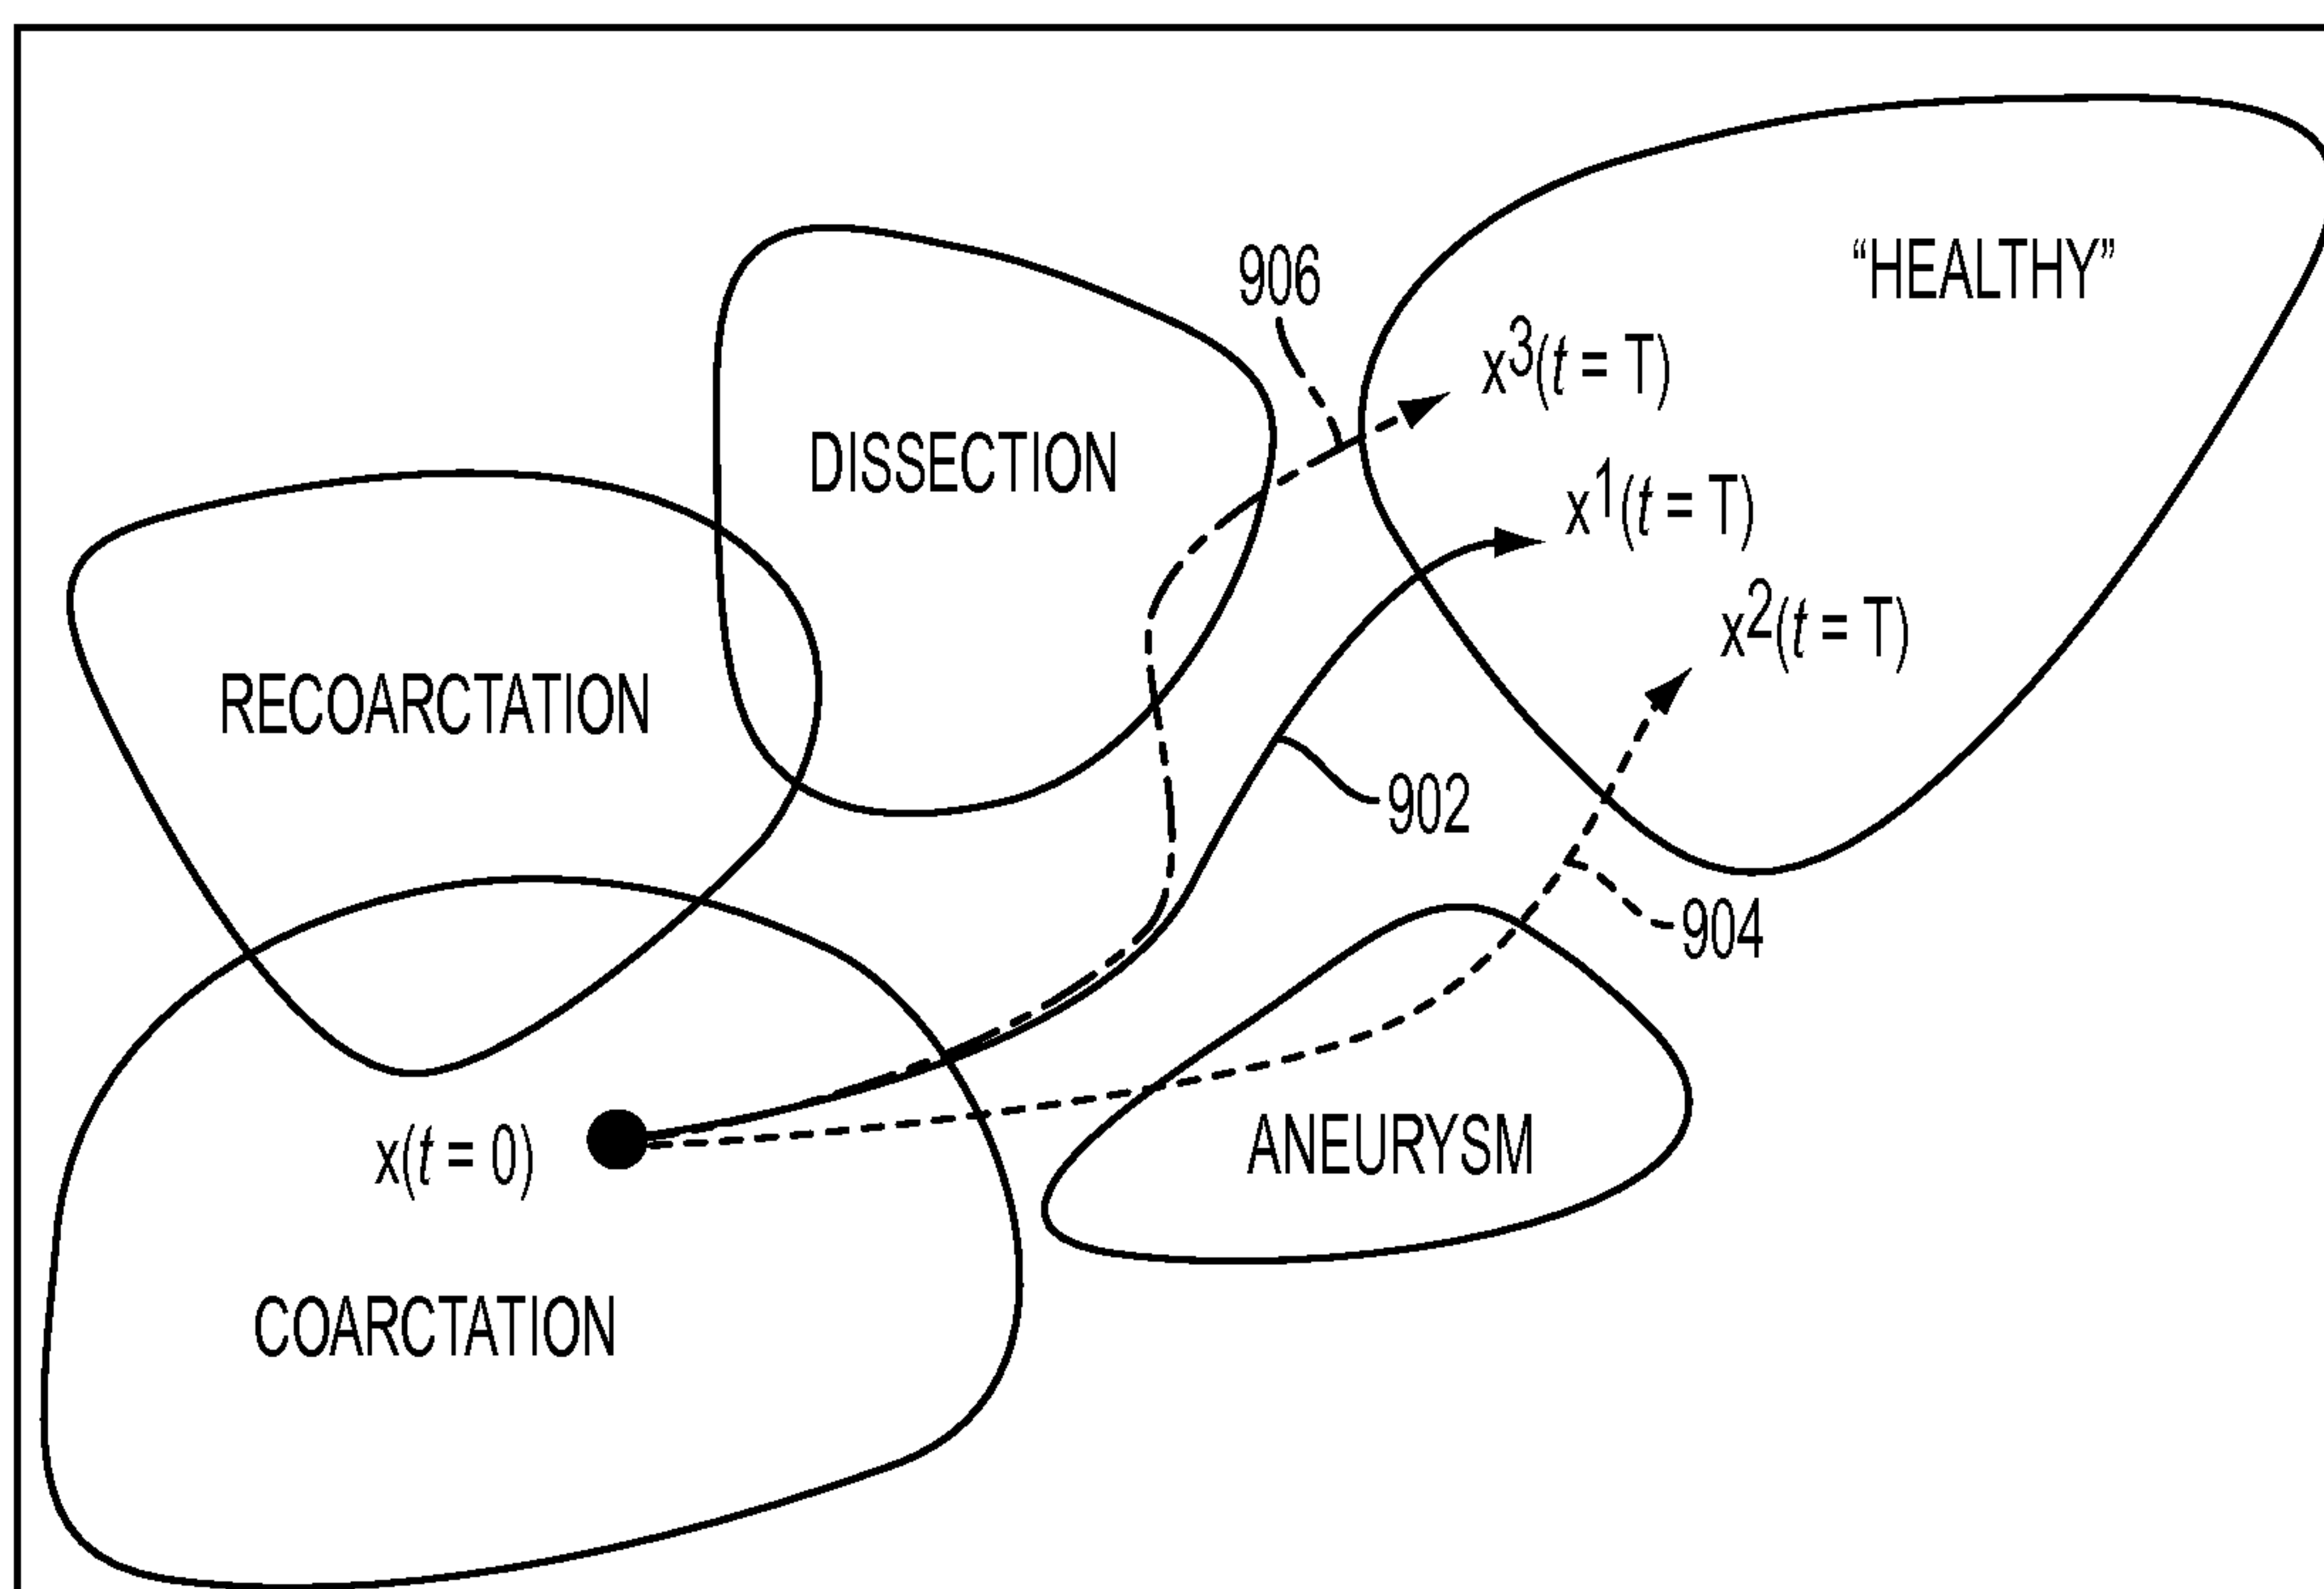 “HEALTHY”
906
x³(t = T)
DISSECTION
x¹(t = T)
x²(t = T)
RECOARCTATION
902
904
x(t = 0)
ANEURYSM
COARCTATION